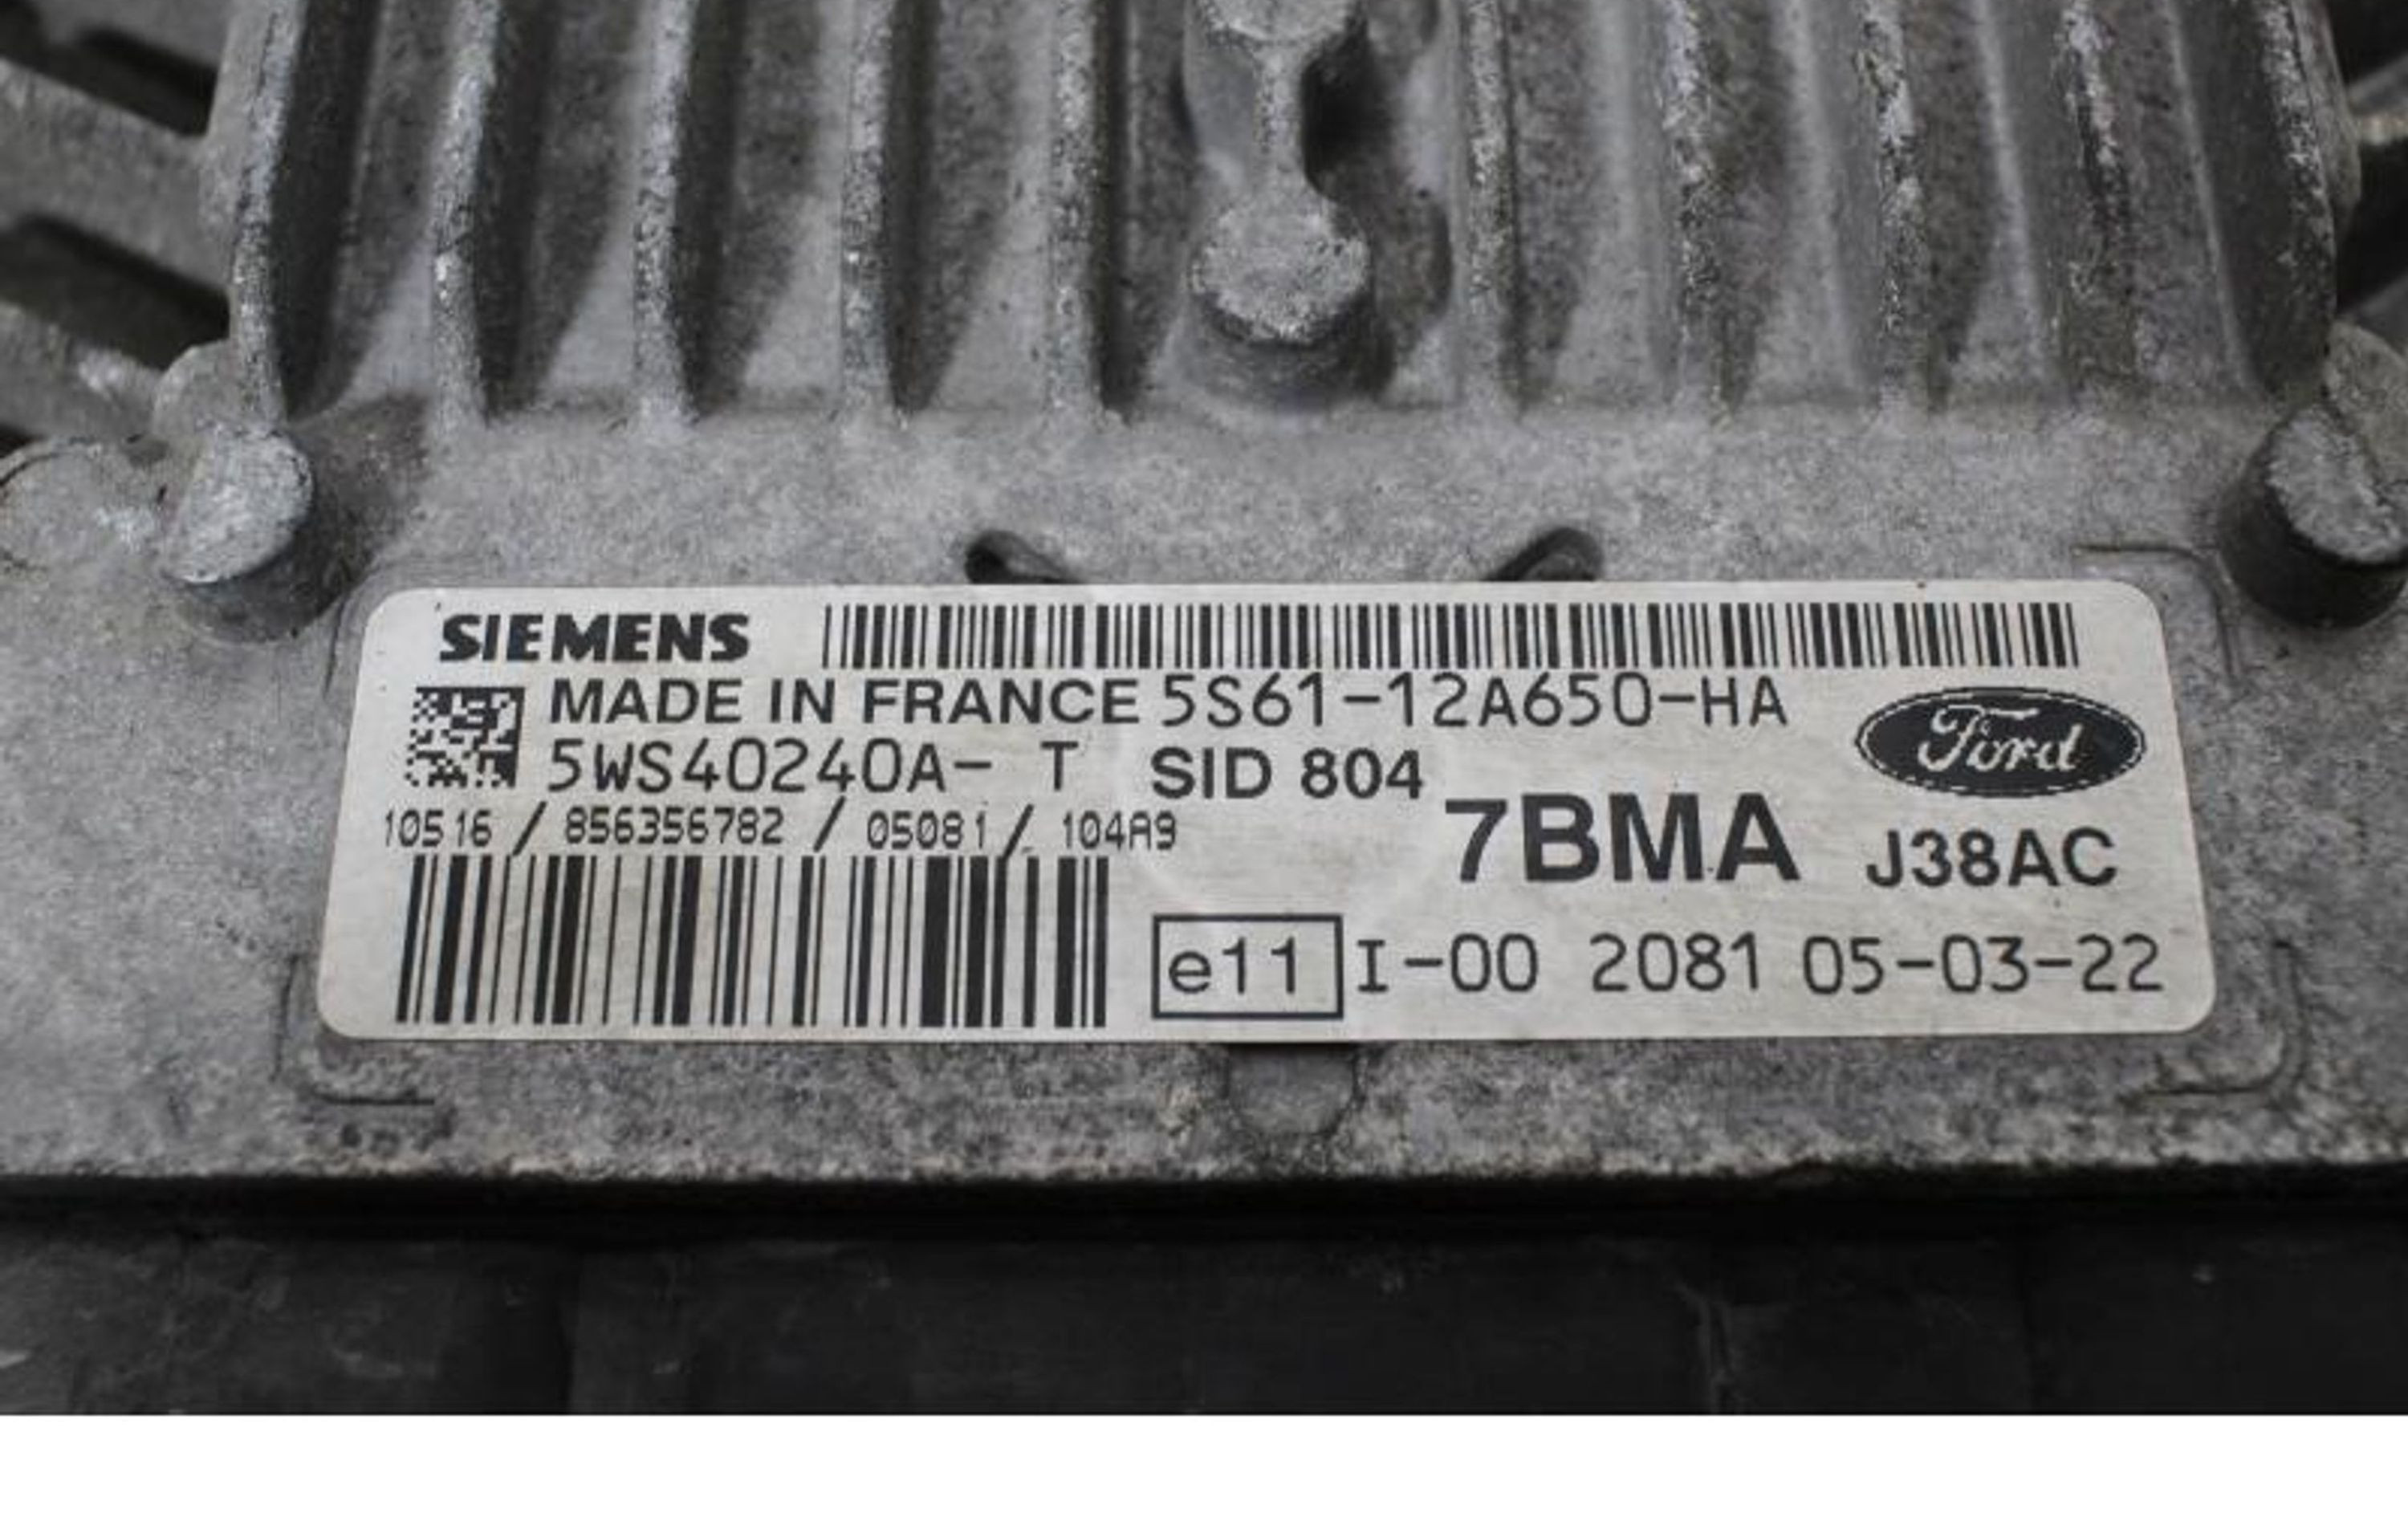 SIEMENS
MADE IN FRANCE 5S61-12A650-HA
Ford
5WS40240A- T SID 804
10516 / 856356782 / 05081 / 104A9
7BMA J38AC
e11 I-00 2081 05-03-22